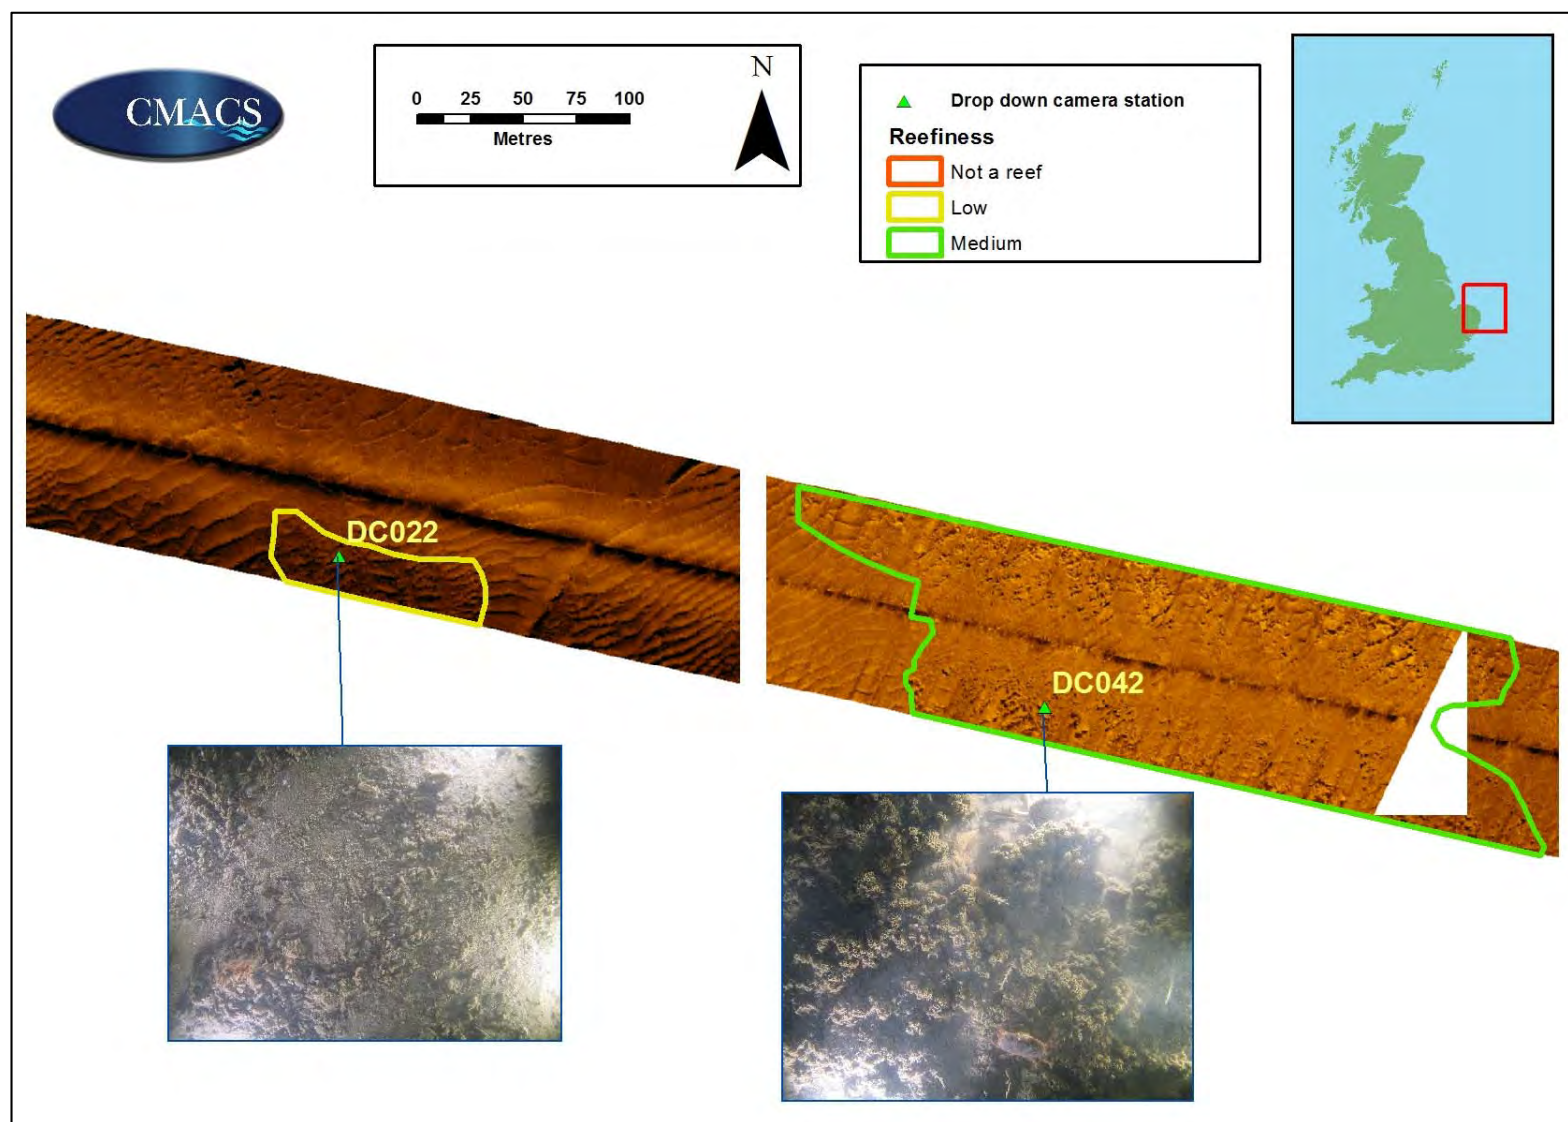 CMACS
0 25 50 75 100
Metres
N
Drop down camera station
Reefiness
Not a reef
Low
Medium
DC022
DC042